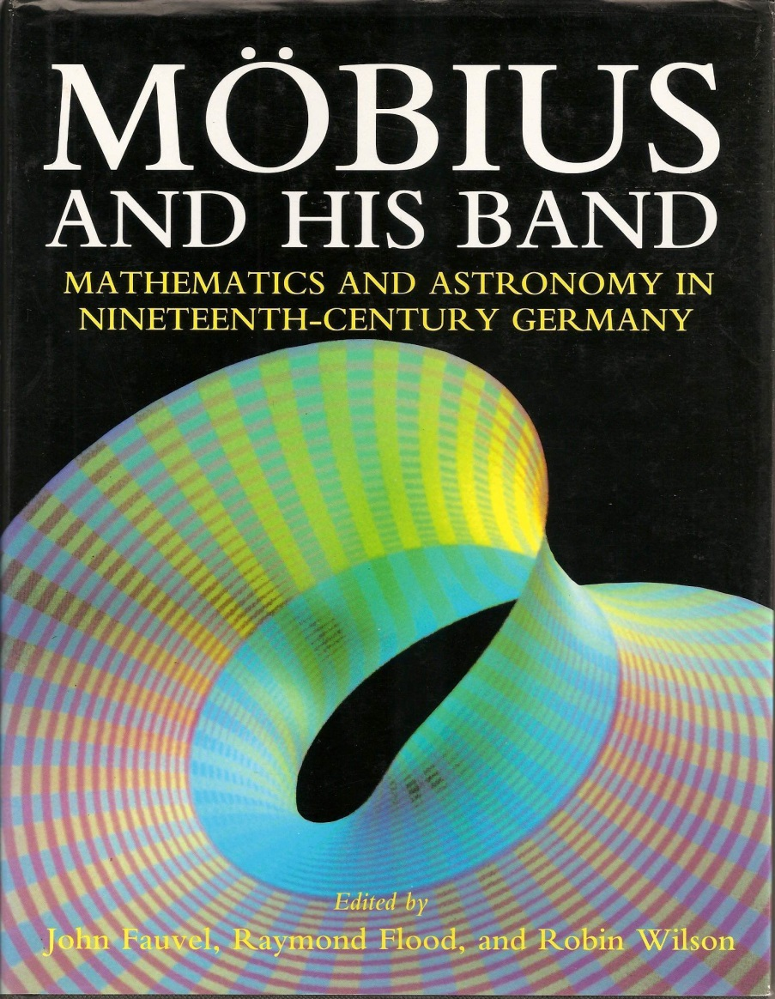 MÖBIUS
AND HIS BAND
MATHEMATICS AND ASTRONOMY IN
NINETEENTH-CENTURY GERMANY
Edited by
John Fauvel, Raymond Flood, and Robin Wilson